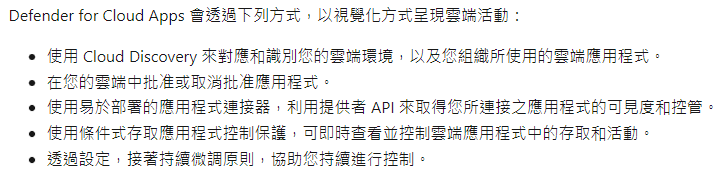 Defender for Cloud Apps 會透過下列方式，以視覺化方式呈現雲端活動：
• 使用 Cloud Discovery 來對應和識別您的雲端環境，以及您組織所使用的雲端應用程式。
• 在您的雲端中批准或取消批准應用程式。
• 使用易於部署的應用程式連接器，利用提供者 API 來取得您所連接之應用程式的可見度和控管。
• 使用條件式存取應用程式控制保護，可即時查看並控制雲端應用程式中的存取和活動。
• 透過設定，接著持續微調原則，協助您持續進行控制。